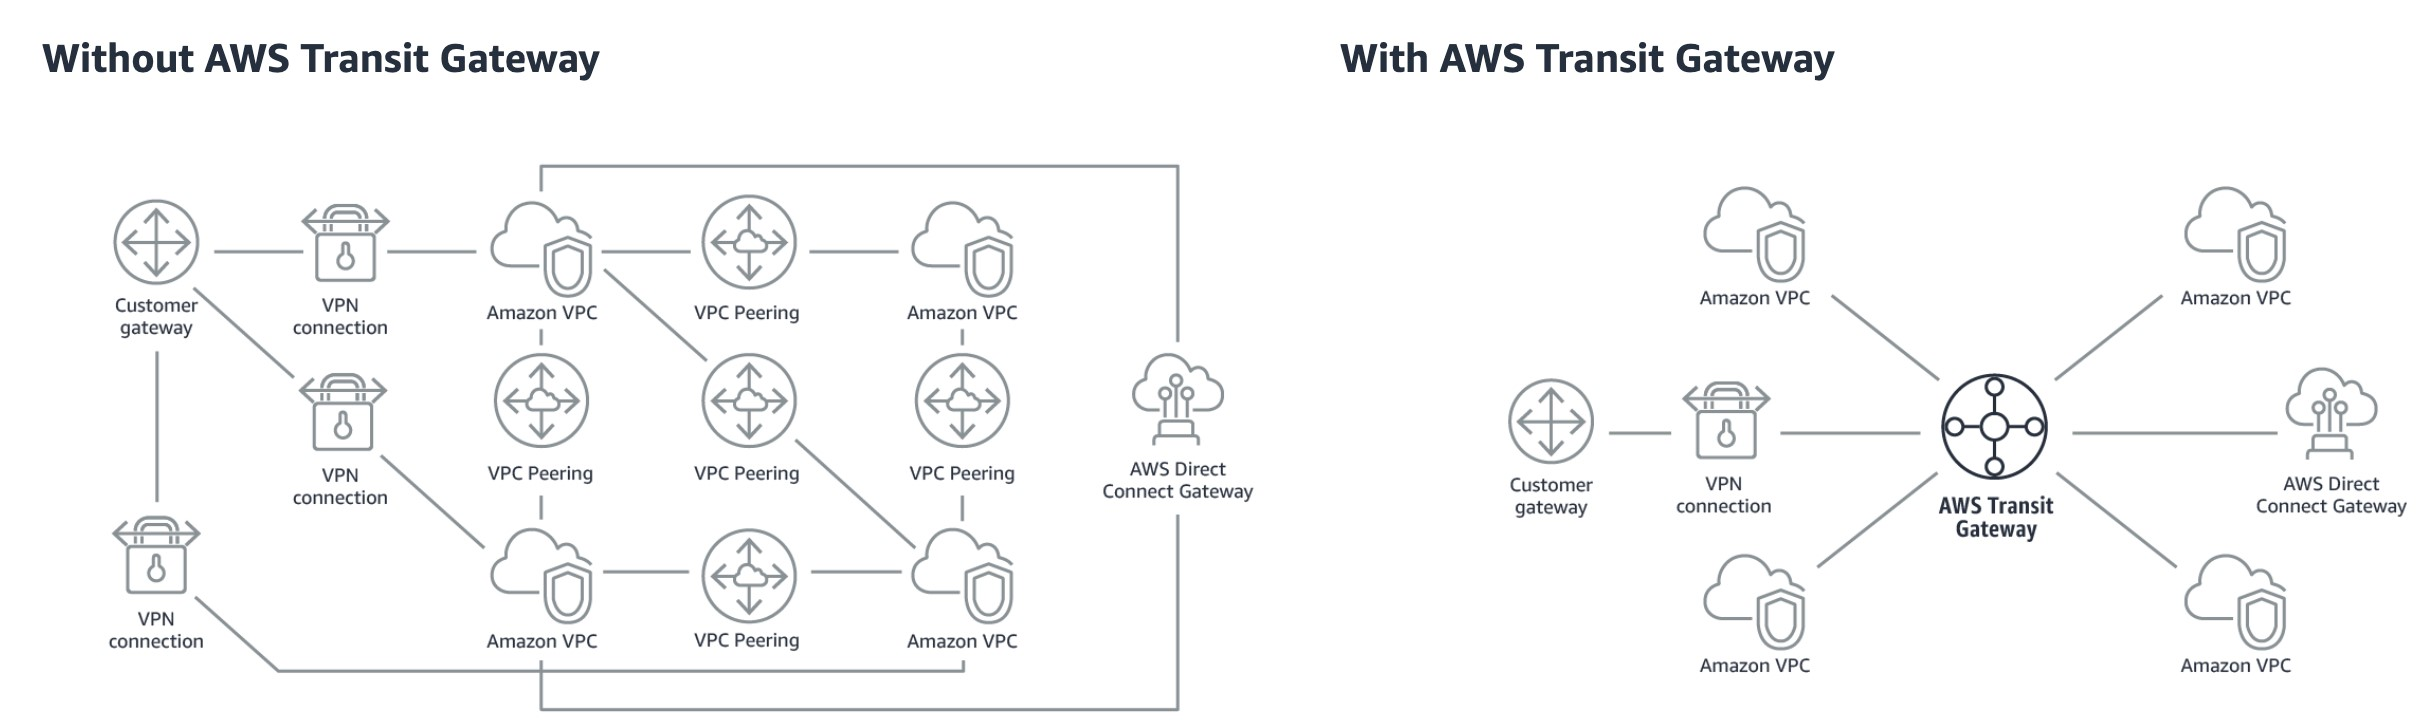 Without AWS Transit Gateway
Customer
gateway
VPN
connection
Amazon VPC
VPC Peering
Amazon VPC
VPN
connection
VPC Peering
VPC Peering
VPC Peering
AWS Direct
Connect Gateway
VPN
connection
Amazon VPC
VPC Peering
Amazon VPC
With AWS Transit Gateway
Amazon VPC
Amazon VPC
Customer
gateway
VPN
connection
AWS Transit
Gateway
AWS Direct
Connect Gateway
Amazon VPC
Amazon VPC